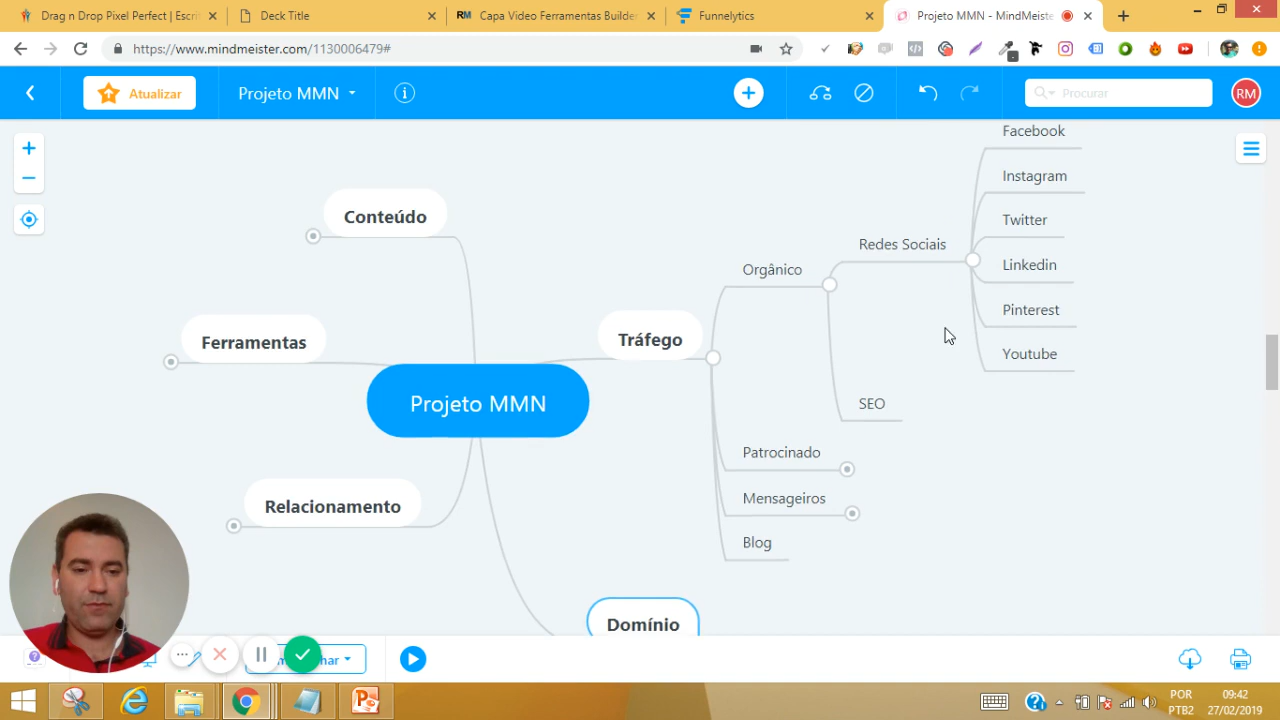 Drag n Drop Pixel Perfect | Escri
Deck Title
RM Capa Video Ferramentas Builder
Funnelytics
Projeto MMN - MindMeiste
https://www.mindmeister.com/1130006479#
Atualizar
Projeto MMN
Procurar
RM
Facebook
Instagram
Twitter
Linkedin
Pinterest
Youtube
Redes Sociais
Orgânico
SEO
Conteúdo
Ferramentas
Tráfego
Projeto MMN
Patrocinado
Mensageiros
Blog
Relacionamento
Domínio
POR
PTB2
09:42
27/02/2019